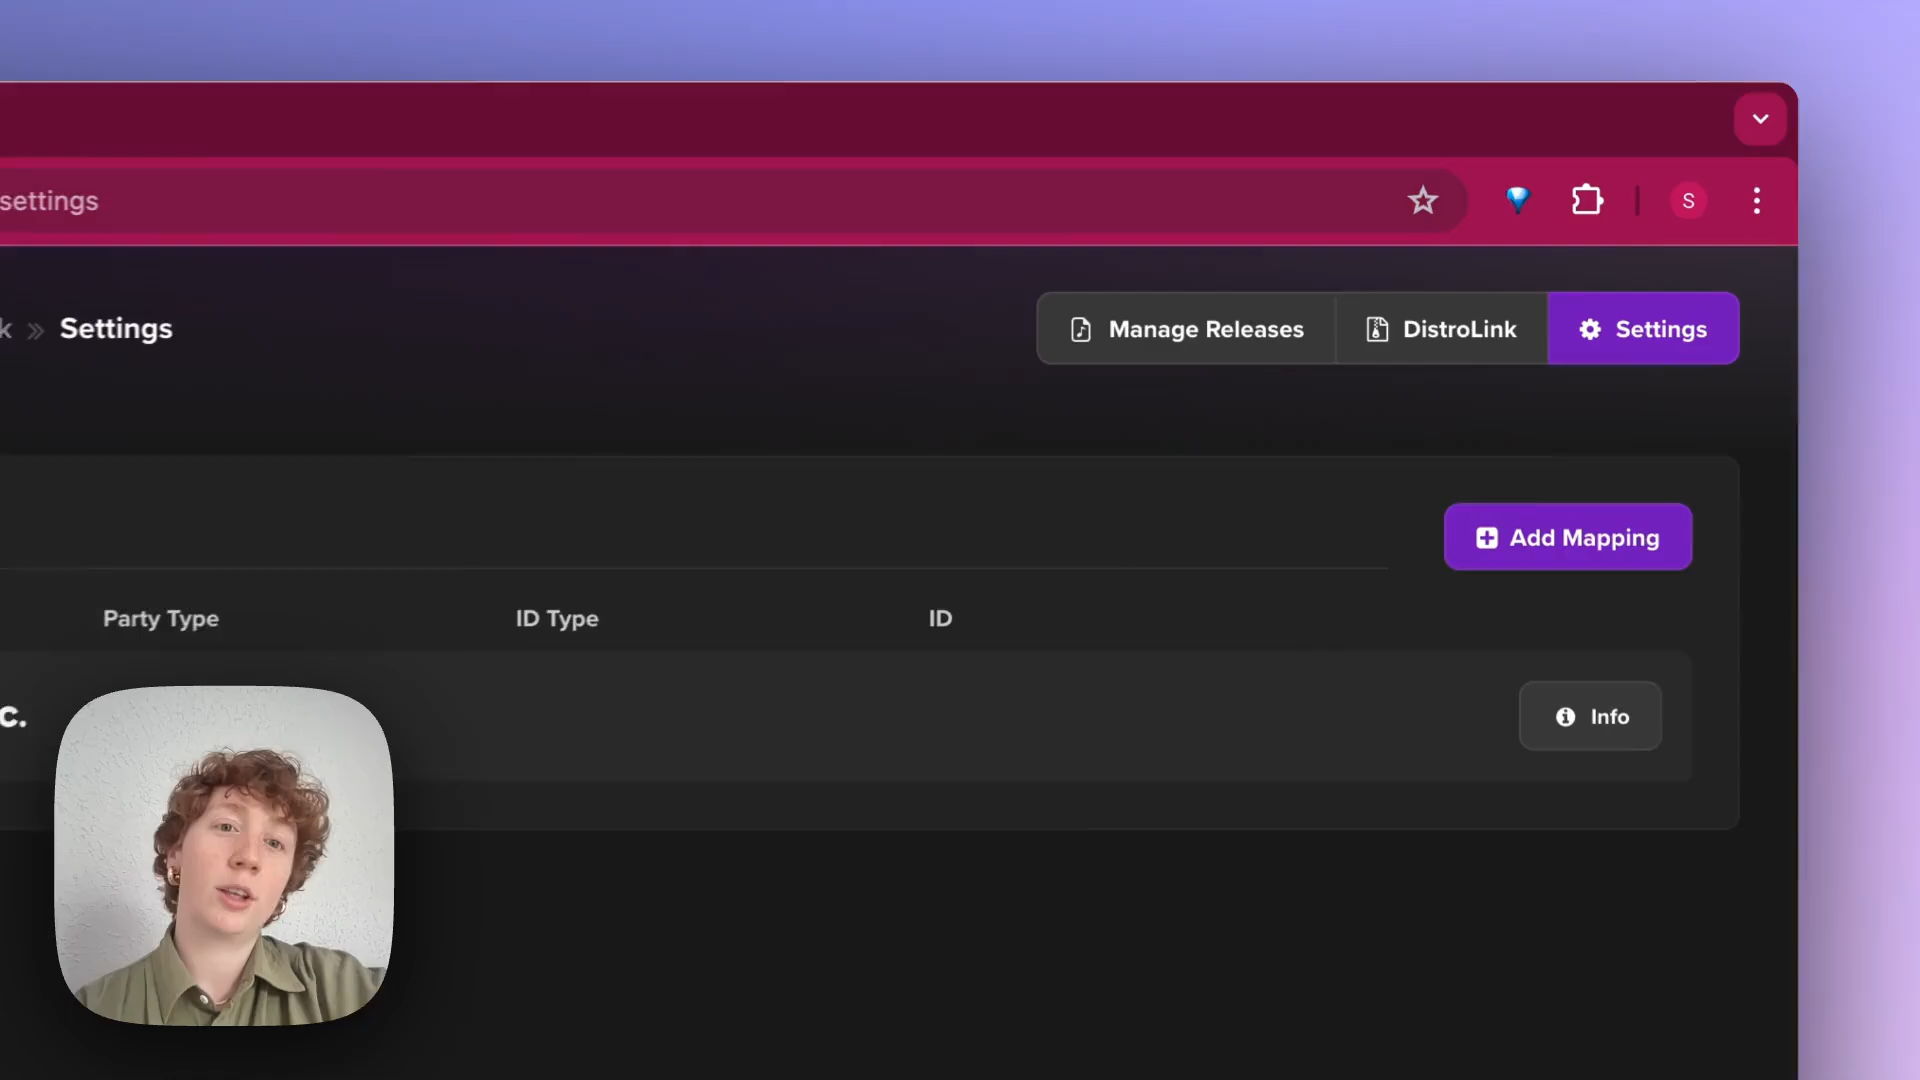 settings
S
k » Settings
Manage Releases
DistroLink
Settings
Add Mapping
Party Type
ID Type
ID
c.
Info